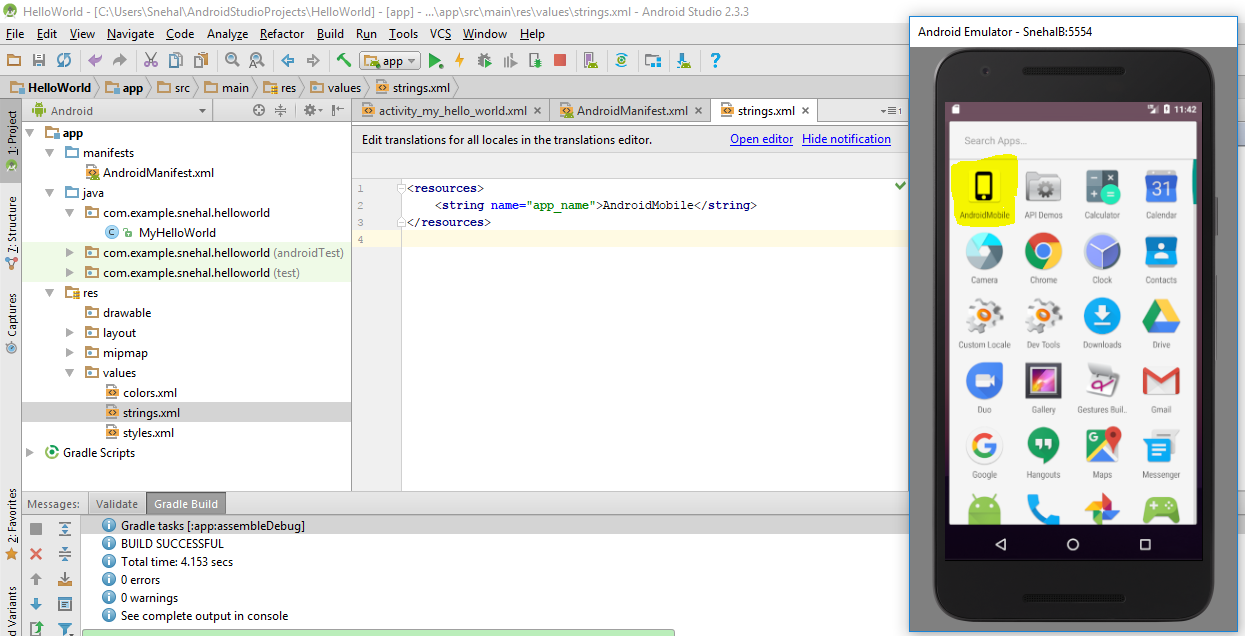 HelloWorld - [C:\Users\Snehal\AndroidStudioProjects\HelloWorld] - [app] - ...\app\src\main\res\values\strings.xml - Android Studio 2.3.3
File Edit View Navigate Code Analyze Refactor Build Run Tools VCS Window Help
app
HelloWorld app src main res values strings.xml
Android
activity_my_hello_world.xml AndroidManifest.xml strings.xml
1
Edit translations for all locales in the translations editor. Open editor Hide notification
1: Project
7: Structure
Captures
2: Favorites
d Variants
app
manifests
AndroidManifest.xml
java
com.example.snehal.helloworld
MyHelloWorld
com.example.snehal.helloworld (androidTest)
com.example.snehal.helloworld (test)
res
drawable
layout
mipmap
values
colors.xml
strings.xml
styles.xml
Gradle Scripts
1 <resources>
2 <string name="app_name">AndroidMobile</string>
3 </resources>
4
Messages: Validate Gradle Build
Gradle tasks [:app:assembleDebug]
BUILD SUCCESSFUL
Total time: 4.153 secs
0 errors
0 warnings
See complete output in console
Android Emulator - SnehalB:5554
11:42
Search Apps...
AndroidMobile API Demos Calculator Calendar
31
Camera Chrome Clock Contacts
Custom Locale Dev Tools Downloads Drive
Duo Gallery Gestures Buil.. Gmail
Google Hangouts Maps Messenger